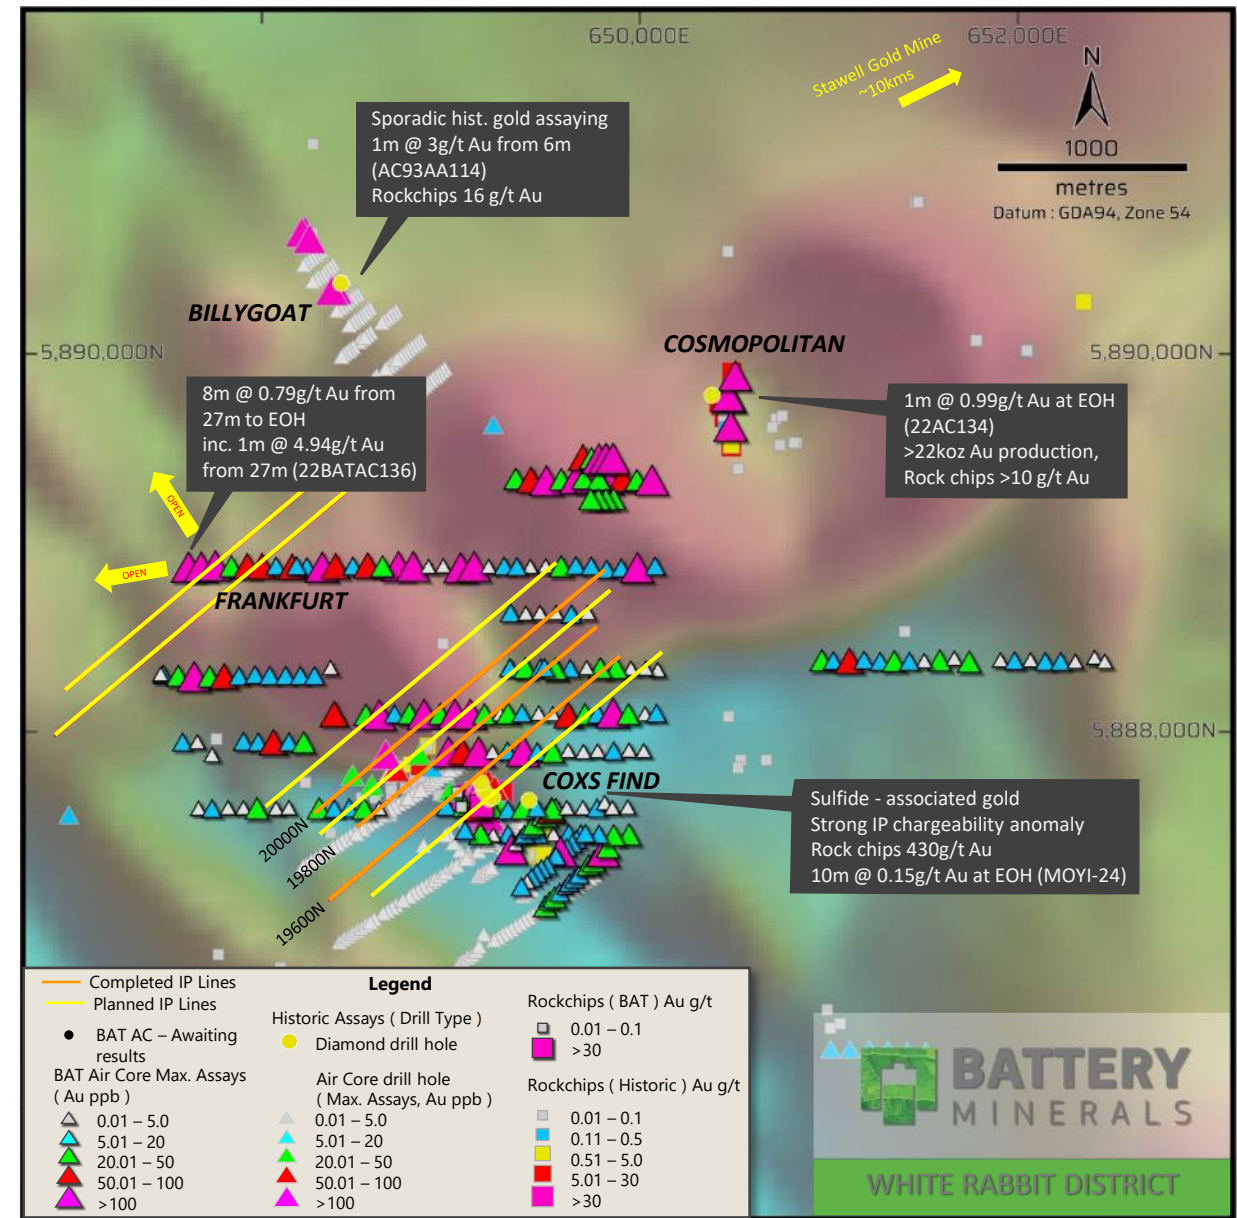 650,000E
652,000E
Stawell Gold Mine
~10kms
N
1000
metres
Datum : GDA94, Zone 54
Sporadic hist. gold assaying
1m @ 3g/t Au from 6m
(AC93AA114)
Rockchips 16 g/t Au
BILLYGOAT
COSMOPOLITAN
5,890,000N
5,890,000N
8m @ 0.79g/t Au from
27m to EOH
inc. 1m @ 4.94g/t Au
from 27m (22BATAC136)
1m @ 0.99g/t Au at EOH
(22AC134)
>22koz Au production,
Rock chips >10 g/t Au
OPEN
OPEN
FRANKFURT
5,888,000N
COXS FIND
Sulfide - associated gold
Strong IP chargeability anomaly
Rock chips 430g/t Au
10m @ 0.15g/t Au at EOH (MOYI-24)
20000N
19800N
19600N
Legend
Completed IP Lines
Planned IP Lines
BAT AC – Awaiting
results
BAT Air Core Max. Assays
( Au ppb )
0.01 – 5.0
5.01 – 20
20.01 – 50
50.01 – 100
>100
Historic Assays ( Drill Type )
Diamond drill hole
Air Core drill hole
( Max. Assays, Au ppb )
0.01 – 5.0
5.01 – 20
20.01 – 50
50.01 – 100
>100
Rockchips ( BAT ) Au g/t
0.01 – 0.1
>30
Rockchips ( Historic ) Au g/t
0.01 – 0.1
0.11 – 0.5
0.51 – 5.0
5.01 – 30
>30
BATTERY
MINERALS
WHITE RABBIT DISTRICT